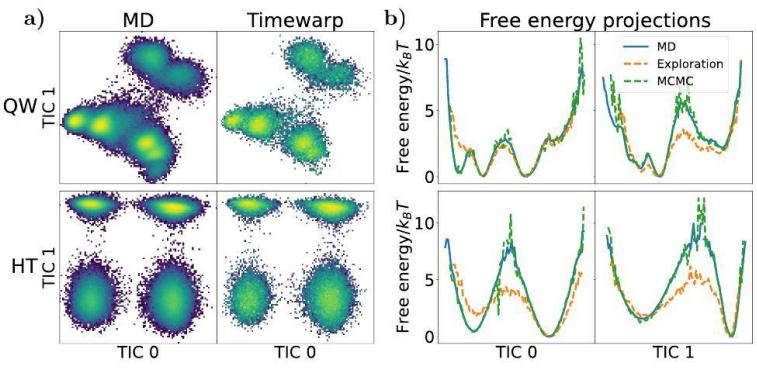 a)
MD
Timewarp
QW
TIC 1
HT
TIC 1
TIC 0
TIC 0
b)
Free energy projections
Free energy/k_BT
10
5
0
MD
Exploration
MCMC
Free energy/k_BT
10
5
0
TIC 0
TIC 1